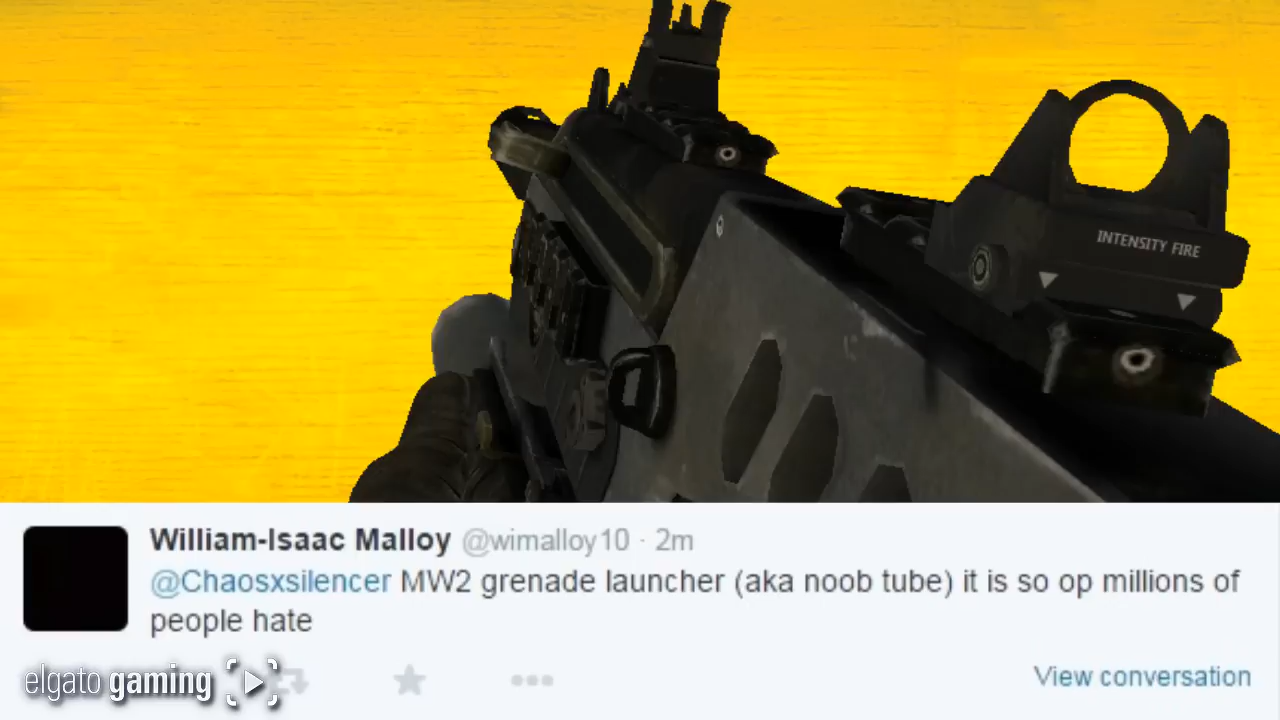 INTENSITY FIRE
William-Isaac Malloy @wimalloy10 · 2m
@Chaosxsilencer MW2 grenade launcher (aka noob tube) it is so op millions of
people hate
elgato gaming
View conversation